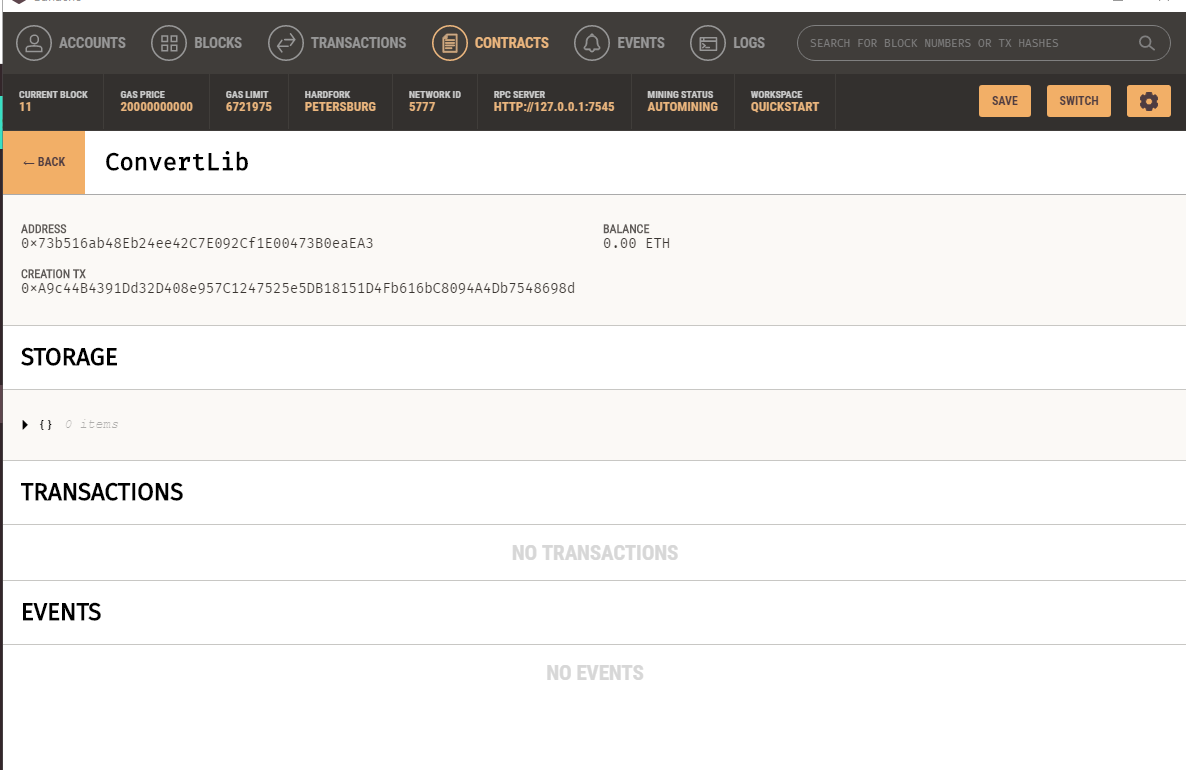 ACCOUNTS BLOCKS TRANSACTIONS CONTRACTS EVENTS LOGS SEARCH FOR BLOCK NUMBERS OR TX HASHES
CURRENT BLOCK GAS PRICE GAS LIMIT HARDFORK NETWORK ID RPC SERVER MINING STATUS WORKSPACE
11 20000000000 6721975 PETERSBURG 5777 HTTP://127.0.0.1:7545 AUTOMINING QUICKSTART SAVE SWITCH
← BACK ConvertLib
ADDRESS BALANCE
0×73b516ab48Eb24ee42C7E092Cf1E00473B0eaEA3 0.00 ETH
CREATION TX
0×A9c44B4391Dd32D408e957C1247525e5DB18151D4Fb616bC8094A4Db7548698d
STORAGE
{} 0 items
TRANSACTIONS
NO TRANSACTIONS
EVENTS
NO EVENTS